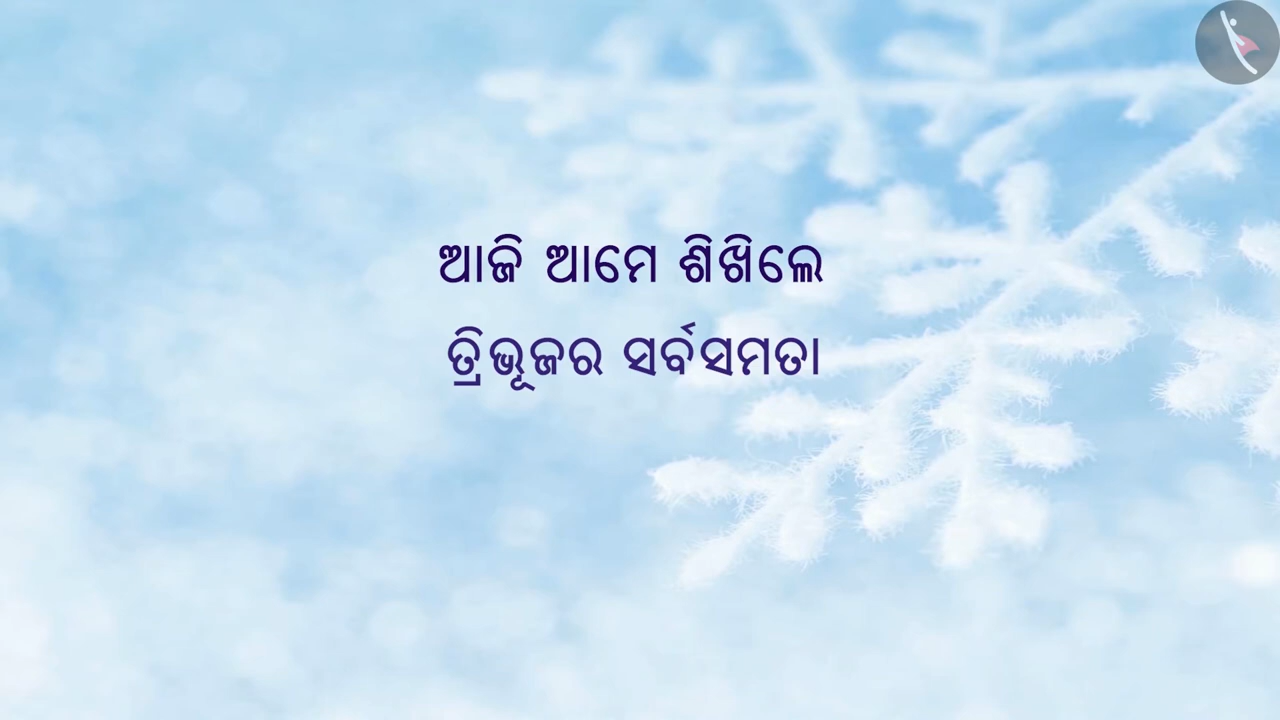 ଆଜି ଆମେ ଶିଖିଲେ
ତ୍ରିଭୂଜର ସର୍ବସମତା